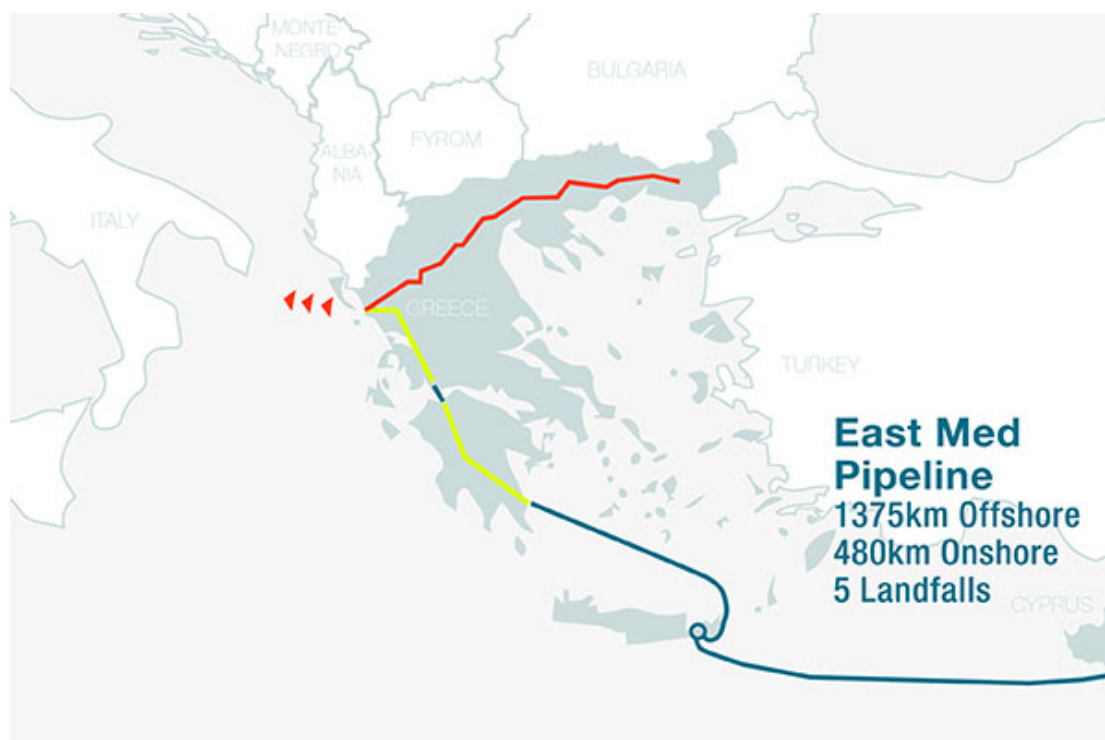 MONTE-
NEGRO
BULGARIA
FYROM
ALBA-
NIA
ITALY
GREECE
TURKEY
East Med
Pipeline
1375km Offshore
480km Onshore
5 Landfalls
CYPRUS